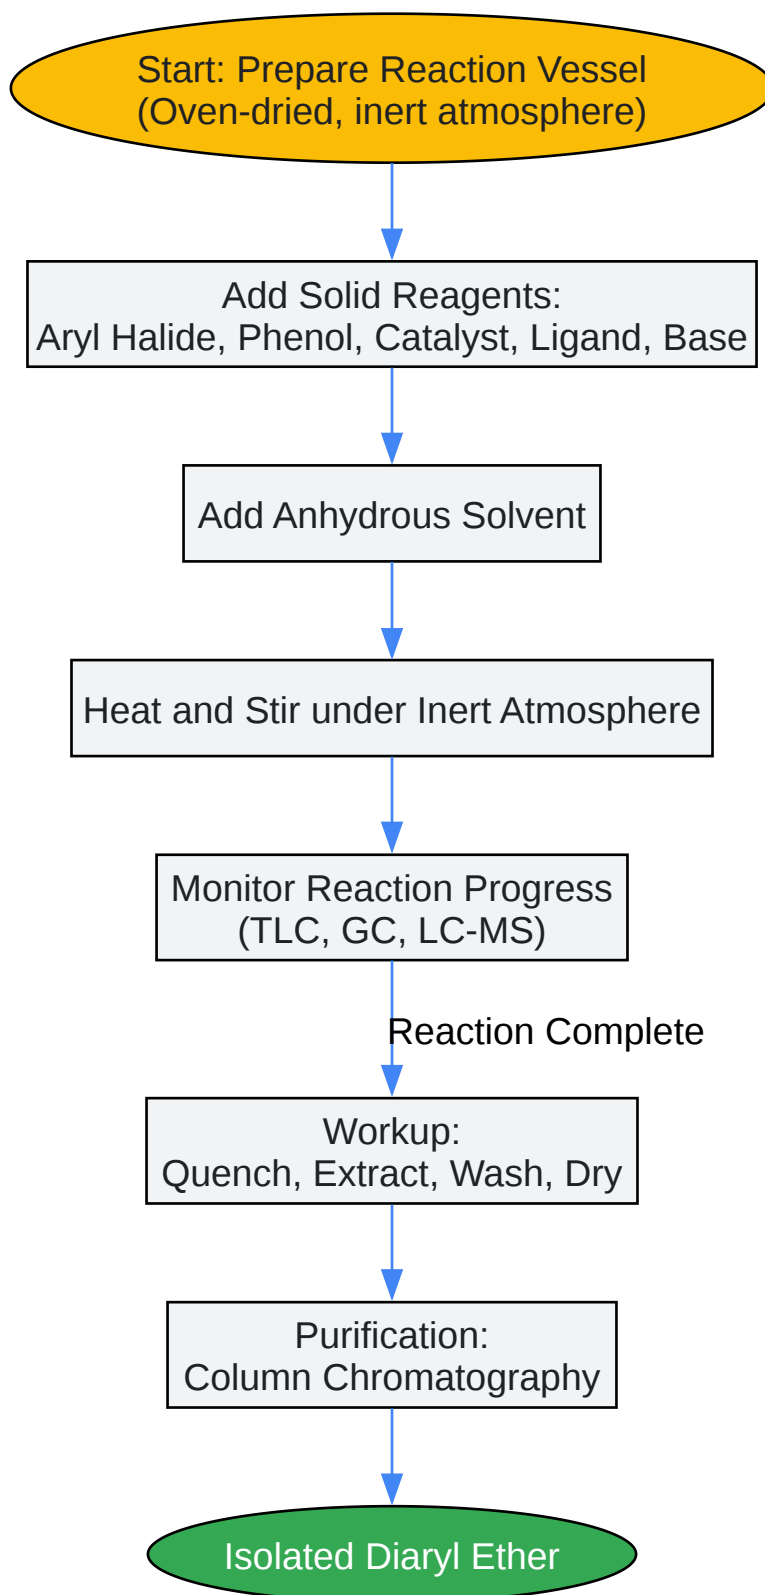 Start: Prepare Reaction Vessel
(Oven-dried, inert atmosphere)
Add Solid Reagents:
Aryl Halide, Phenol, Catalyst, Ligand, Base
Add Anhydrous Solvent
Heat and Stir under Inert Atmosphere
Monitor Reaction Progress
(TLC, GC, LC-MS)
Reaction Complete
Workup:
Quench, Extract, Wash, Dry
Purification:
Column Chromatography
Isolated Diaryl Ether